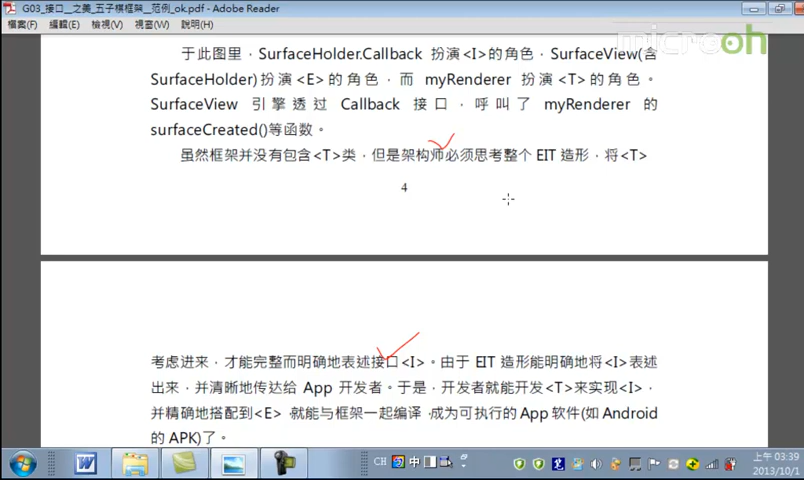 G03_接口__之美_五子棋框架__范例_ok.pdf - Adobe Reader
檔案(F) 編輯(E) 檢視(V) 視窗(W) 說明(H)
microoh
于此图里，SurfaceHolder.Callback 扮演<I>的角色，SurfaceView(含
SurfaceHolder)扮演<E>的角色，而 myRenderer 扮演<T>的角色。
SurfaceView 引擎透过 Callback 接口，呼叫了 myRenderer 的
surfaceCreated()等函数。
虽然框架并没有包含<T>类，但是架构师必须思考整个 EIT 造形，将<T>
4
考虑进来，才能完整而明确地表述接口<I>。由于 EIT 造形能明确地将<I>表述
出来，并清晰地传达给 App 开发者。于是，开发者就能开发<T>来实现<I>，
并精确地搭配到<E>，就能与框架一起编译，成为可执行的 App 软件(如 Android
的 APK)了。
CH 中
上午 03:39
2013/10/1